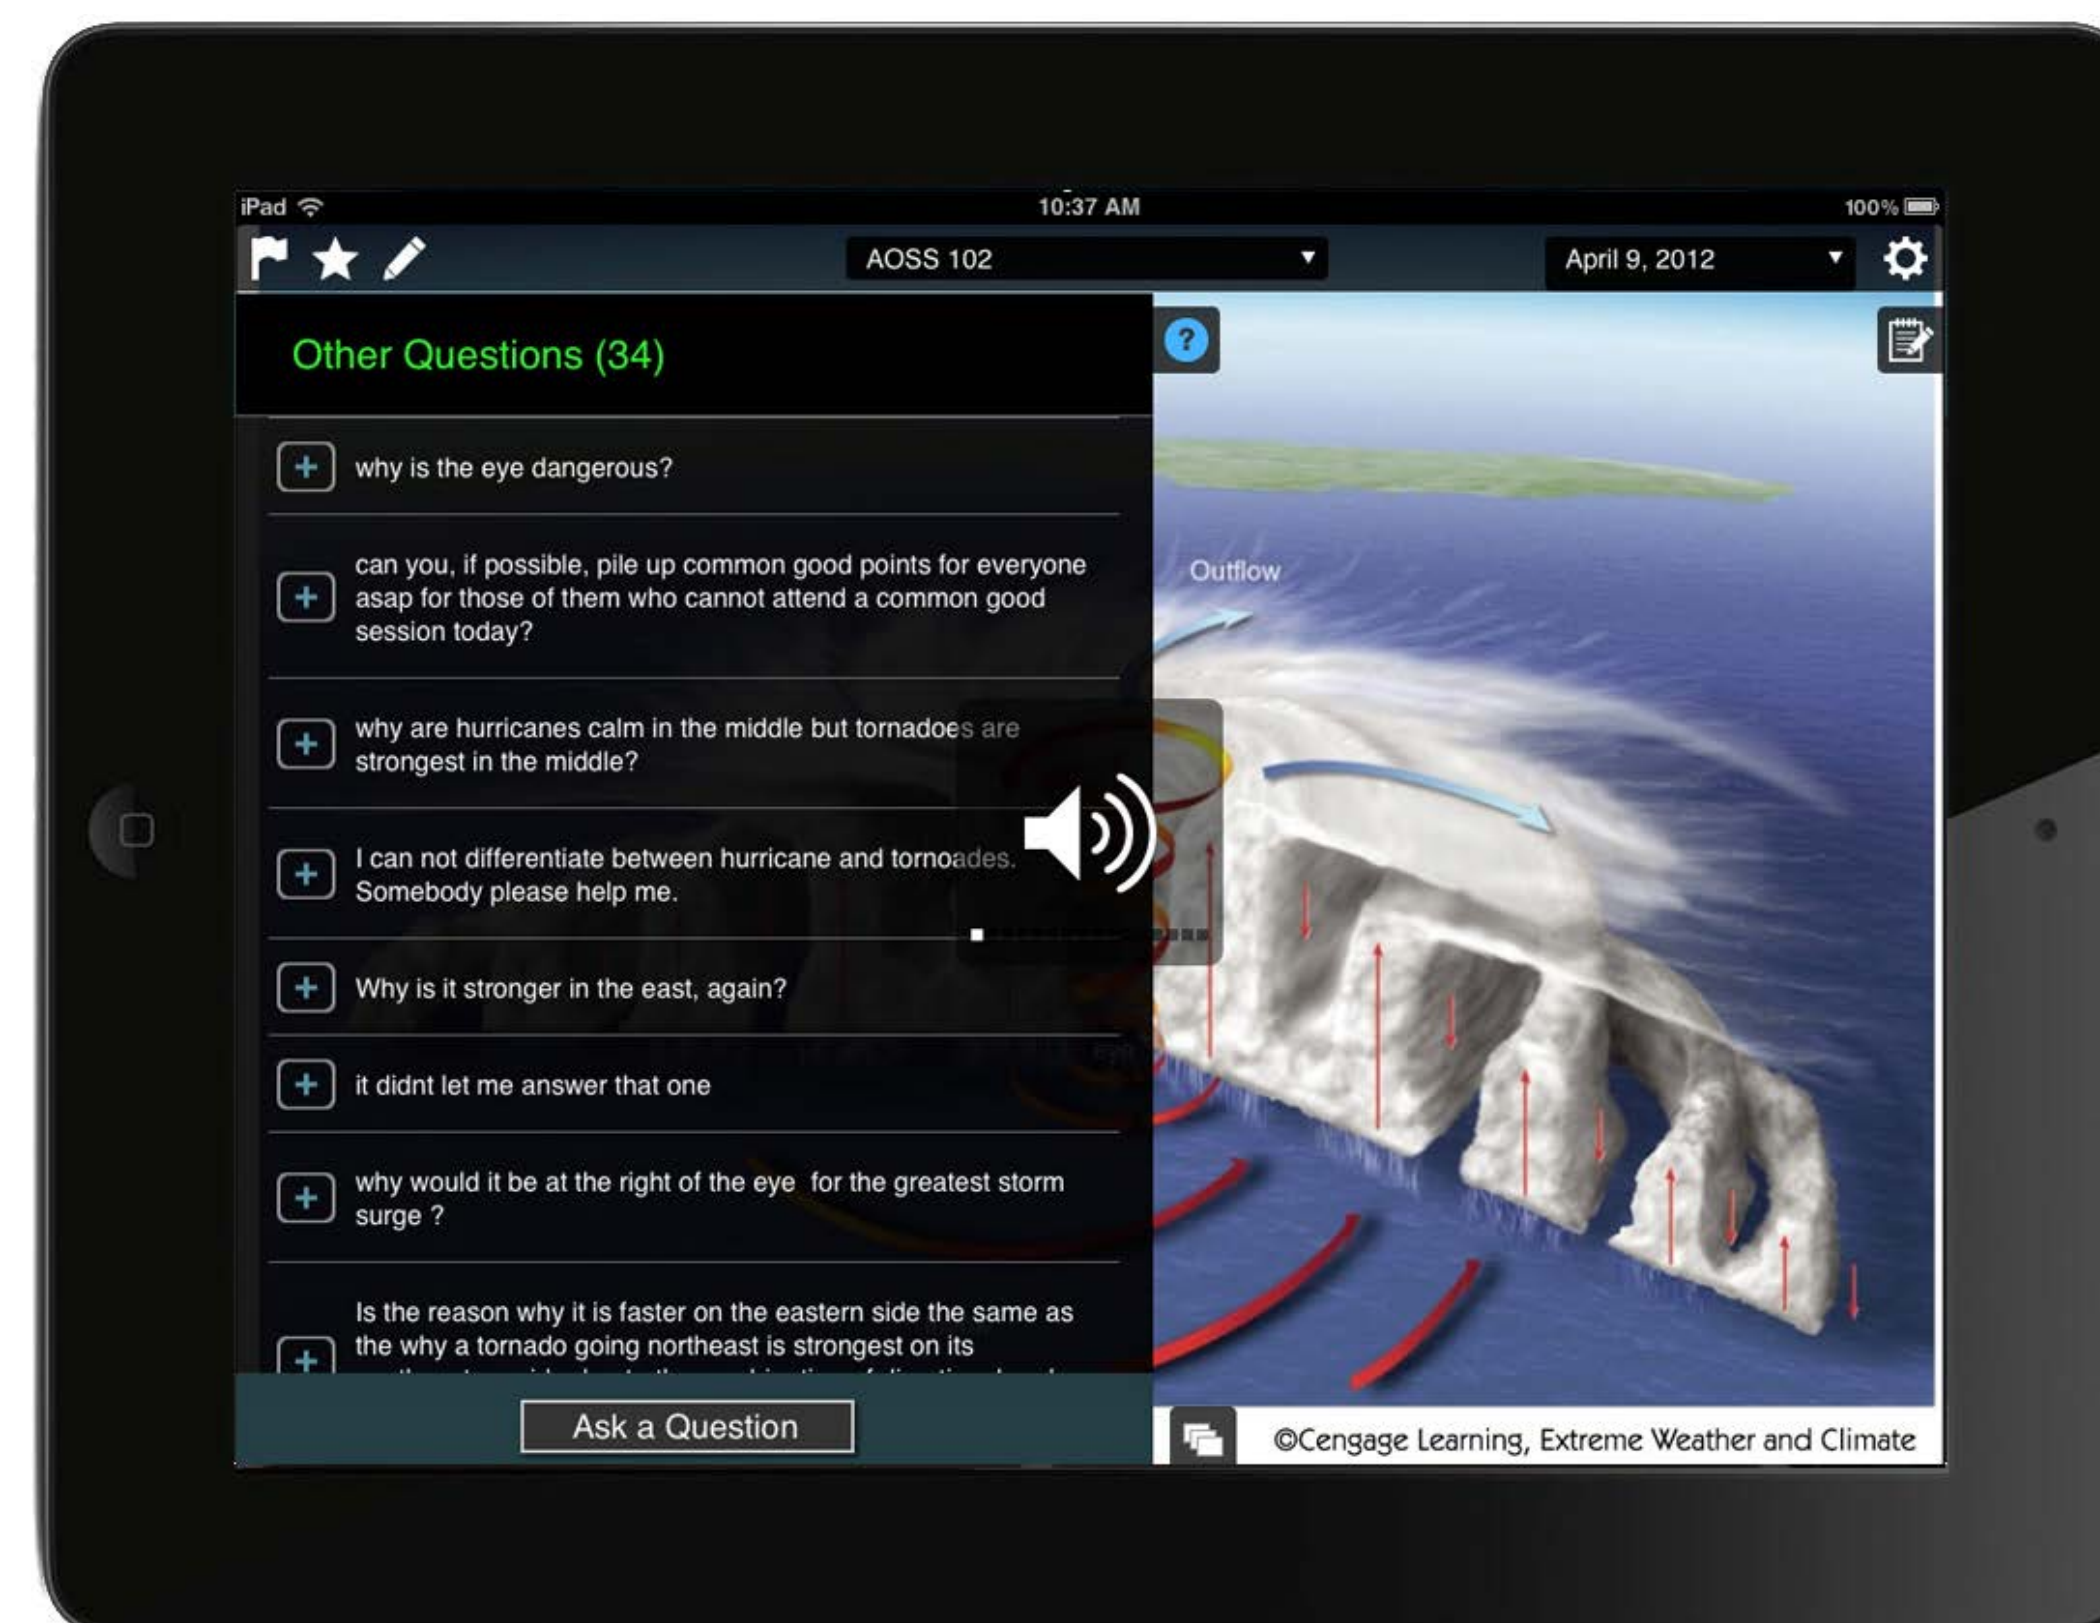 iPad
10:37 AM
100%
AOSS 102
April 9, 2012
Other Questions (34)
?
why is the eye dangerous?
can you, if possible, pile up common good points for everyone
asap for those of them who cannot attend a common good
session today?
why are hurricanes calm in the middle but tornadoes are
strongest in the middle?
I can not differentiate between hurricane and tornoades.
Somebody please help me.
Why is it stronger in the east, again?
it didnt let me answer that one
why would it be at the right of the eye for the greatest storm
surge ?
Is the reason why it is faster on the eastern side the same as
the why a tornado going northeast is strongest on its
Ask a Question
Outflow
Eye
©Cengage Learning, Extreme Weather and Climate